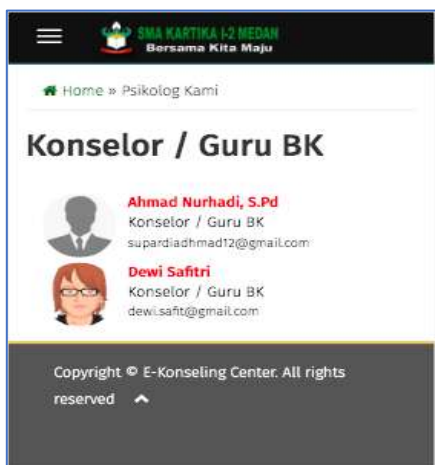 SMA KARTIKA I-2 MEDAN
Bersama Kita Maju
Home » Psikolog Kami
Konselor / Guru BK
Ahmad Nurhadi, S.Pd
Konselor / Guru BK
supardiadhmad12@gmail.com
Dewi Safitri
Konselor / Guru BK
dewi.safit@gmail.com
Copyright © E-Konseling Center. All rights
reserved